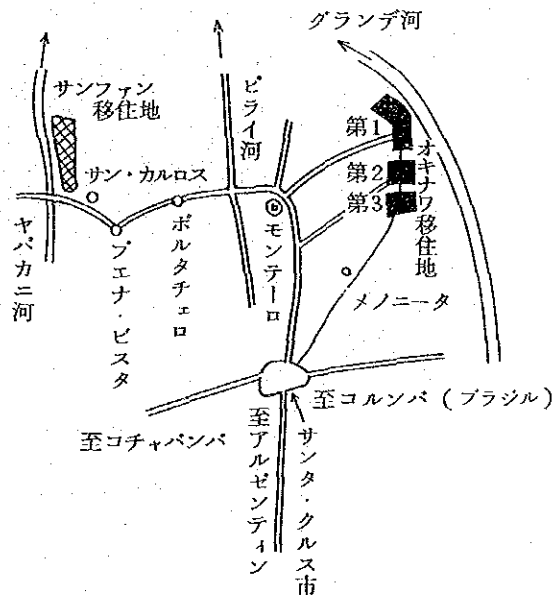 グランデ河
サンファン
移住地
ピライ河
第1
第2
第3
オキナワ移住地
サン・カルロス
ヤパカニ河
ブエナ・ビスタ
ポルタチェロ
モンテーロ
メノニータ
至コルンバ(ブラジル)
至コチャバンバ
至アルゼンティン
サンタ・クルス市